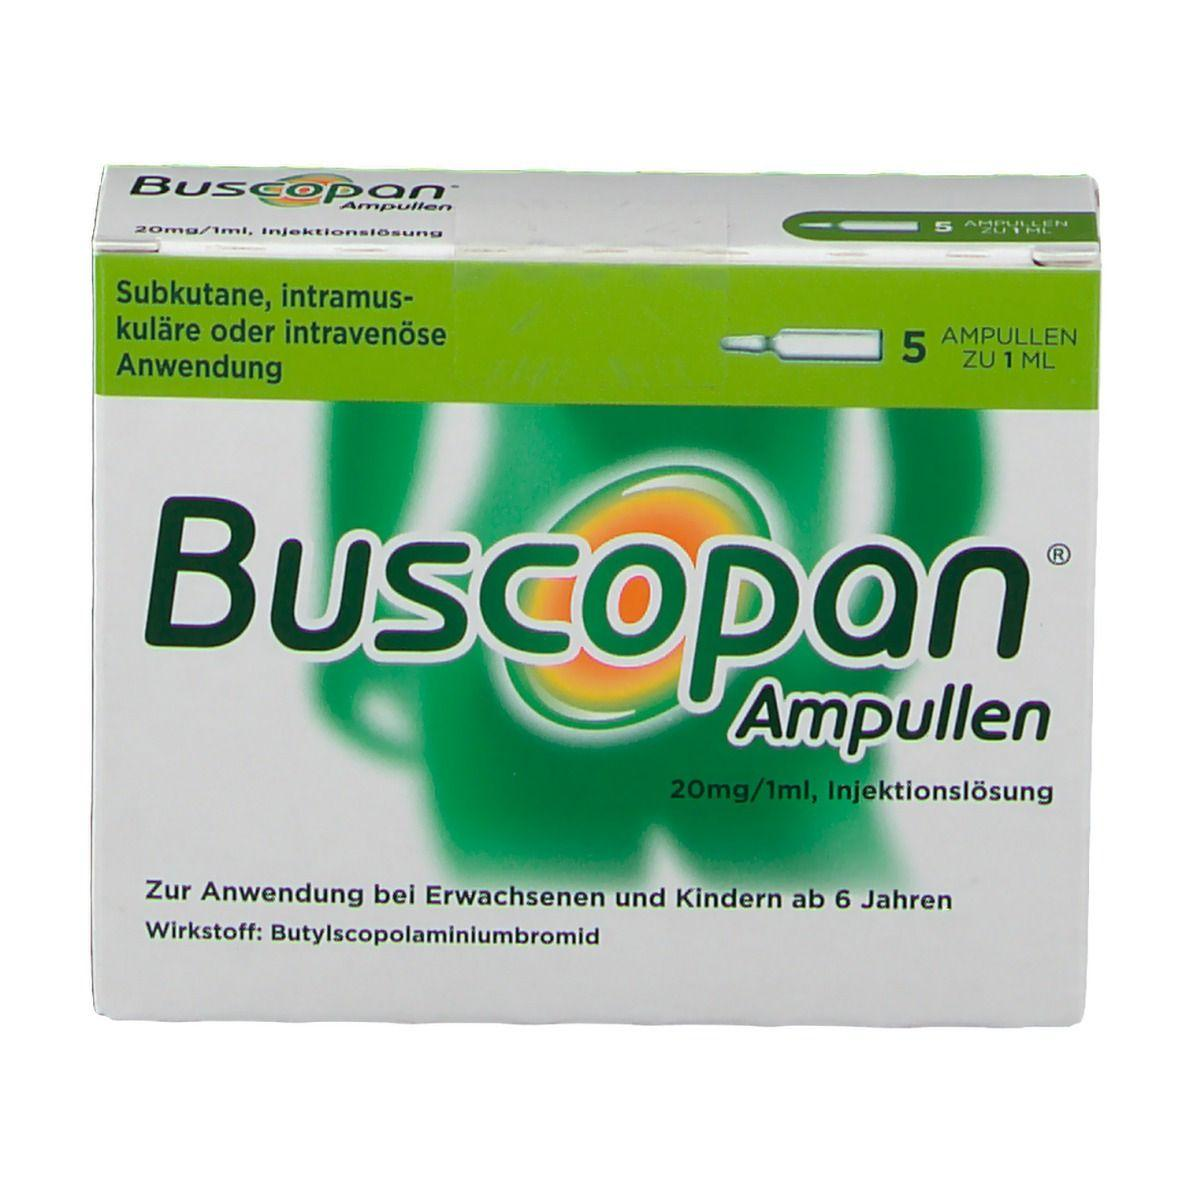 Buscopan
Ampullen
20mg/1ml, Injektionslösung
5 AMPULLEN
ZU 1 ML
Subkutane, intramus-
kuläre oder intravenöse
Anwendung
5 AMPULLEN
ZU 1 ML
Buscopan®
Ampullen
20mg/1ml, Injektionslösung
Zur Anwendung bei Erwachsenen und Kindern ab 6 Jahren
Wirkstoff: Butylscopolaminiumbromid